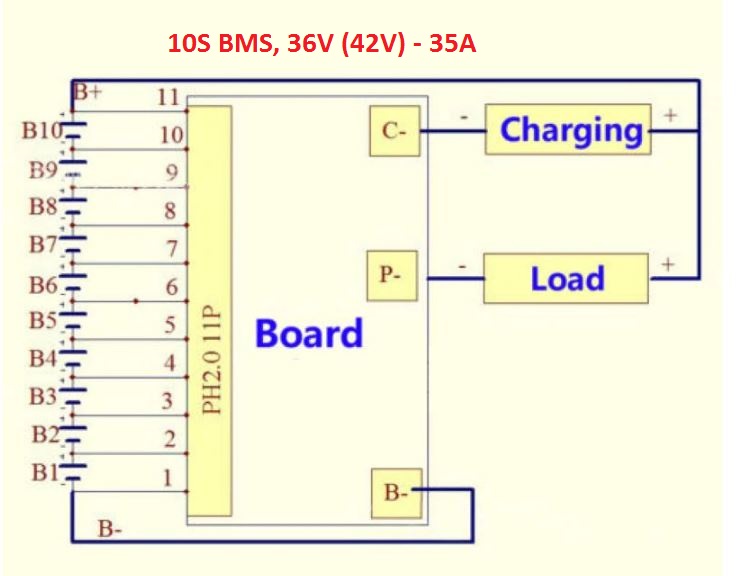 10S BMS, 36V (42V) - 35A
B+
11
B10
10
B9
9
B8
8
B7
7
B6
6
B5
5
B4
4
B3
3
B2
2
B1
1
B-
PH2.0 11P
Board
C-
-
Charging
+
P-
-
Load
+
B-